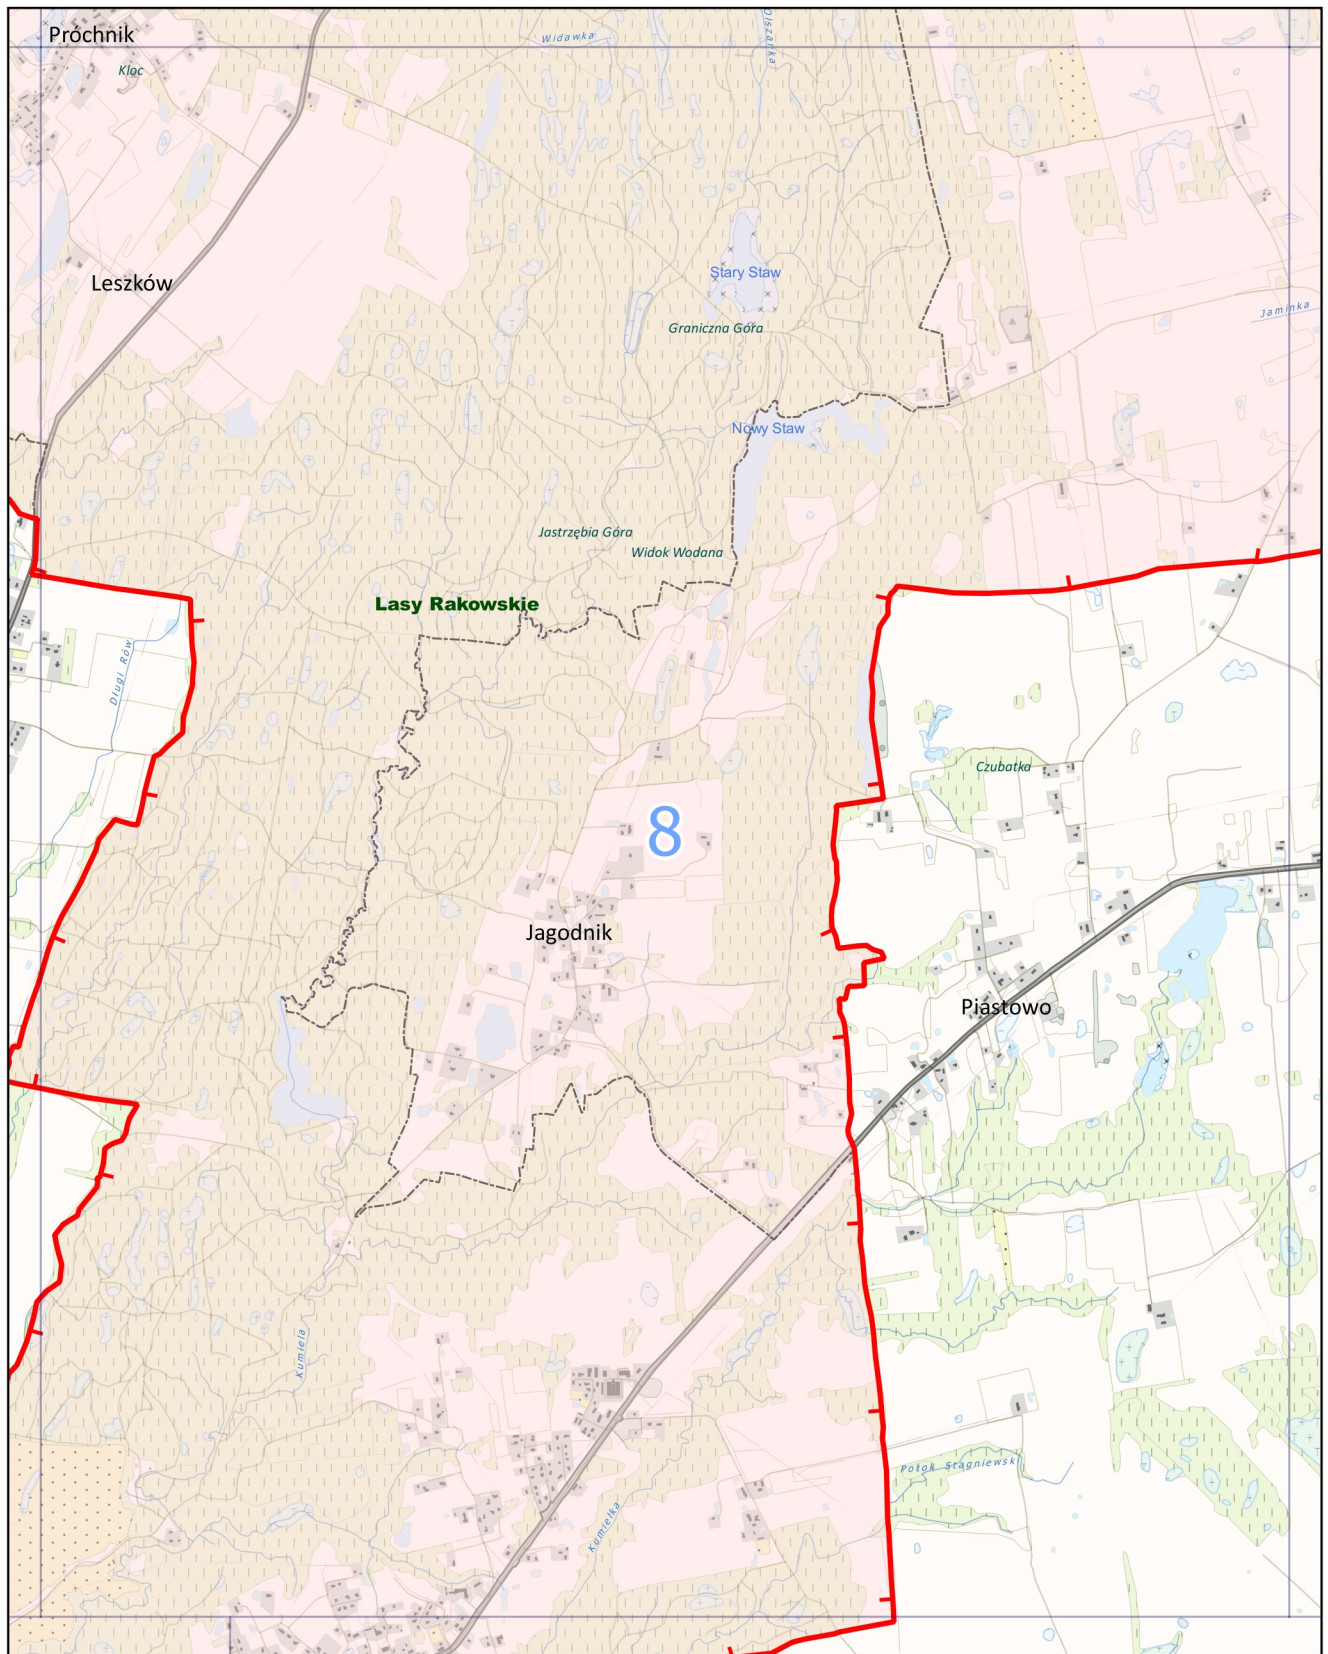 Próchnik
Widawka
Olszanka
Kloc
Leszków
Stary Staw
Jaminka
Graniczna Góra
Nowy Staw
Jastrzębia Góra
Widok Wodana
Lasy Rakowskie
Długi Rów
Czubatka
8
Jagodnik
Piastowo
Kumiela
Potok Stagniewski
Kumiełka